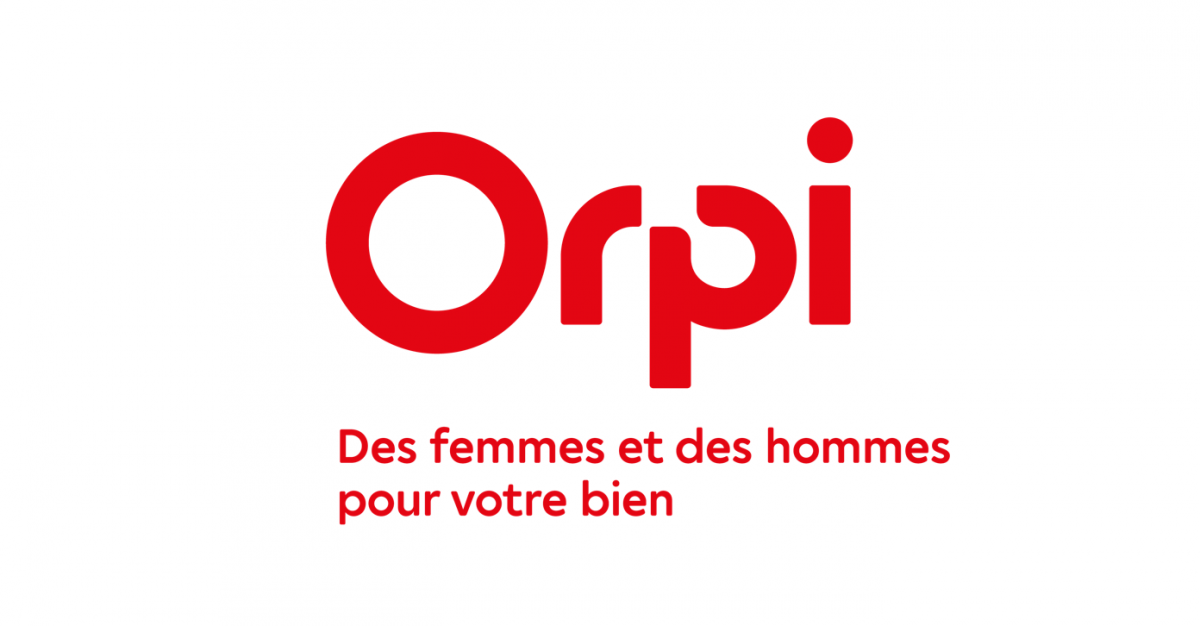 Orpi
Des femmes et des hommes
pour votre bien